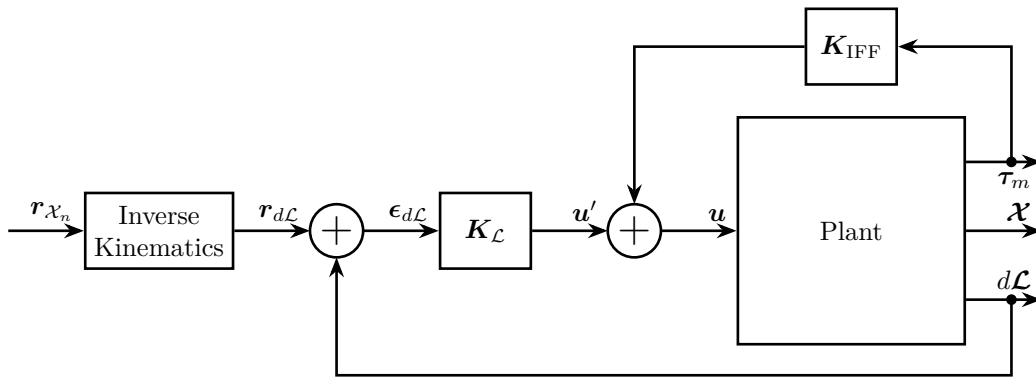 K_IFF
τ_m
r_{𝒳_n}
Inverse
Kinematics
r_{dℒ}
+
ϵ_{dℒ}
K_ℒ
u′
+
u
Plant
𝒳
dℒ